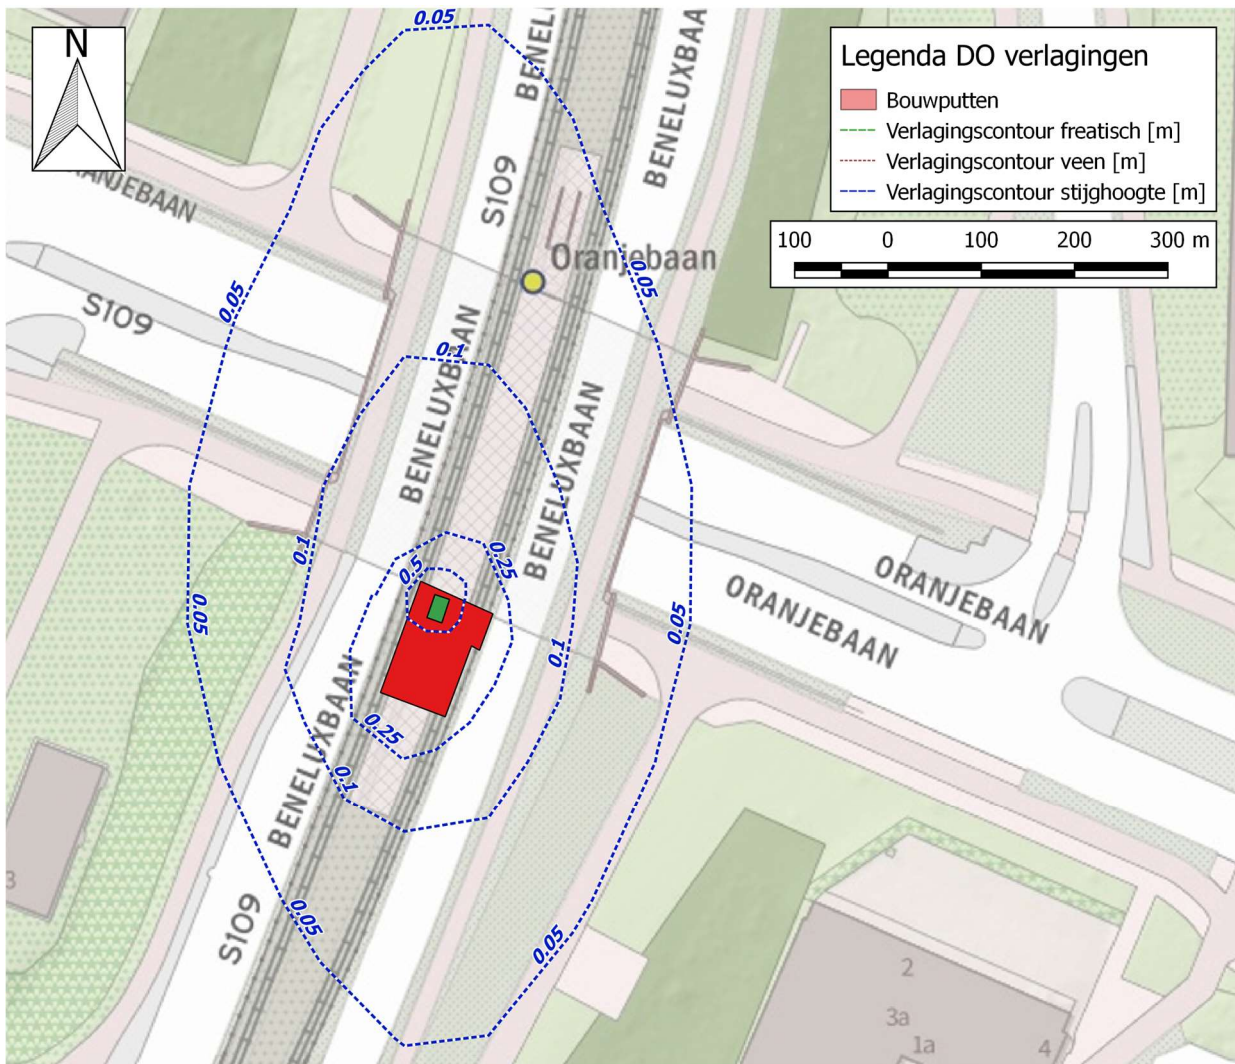 N
Legenda DO verlagingen
Bouwputten
Verlagingscontour freatisch [m]
Verlagingscontour veen [m]
Verlagingscontour stijghoogte [m]
100 0 100 200 300 m
0.05
BENELUXBAA
S109
BENELUXBAAN
Oranjebaan
0.05
0.05
S109
BENELUXBAAN
0.1
BENELUXBAAN
0.1
0.25
0.5
0.05
0.05
0.1
ORANJEBAAN
ORANJEBAAN
BENELUXBAAN
0.25
0.1
3
S109
0.05
0.05
2
3a
1a
4